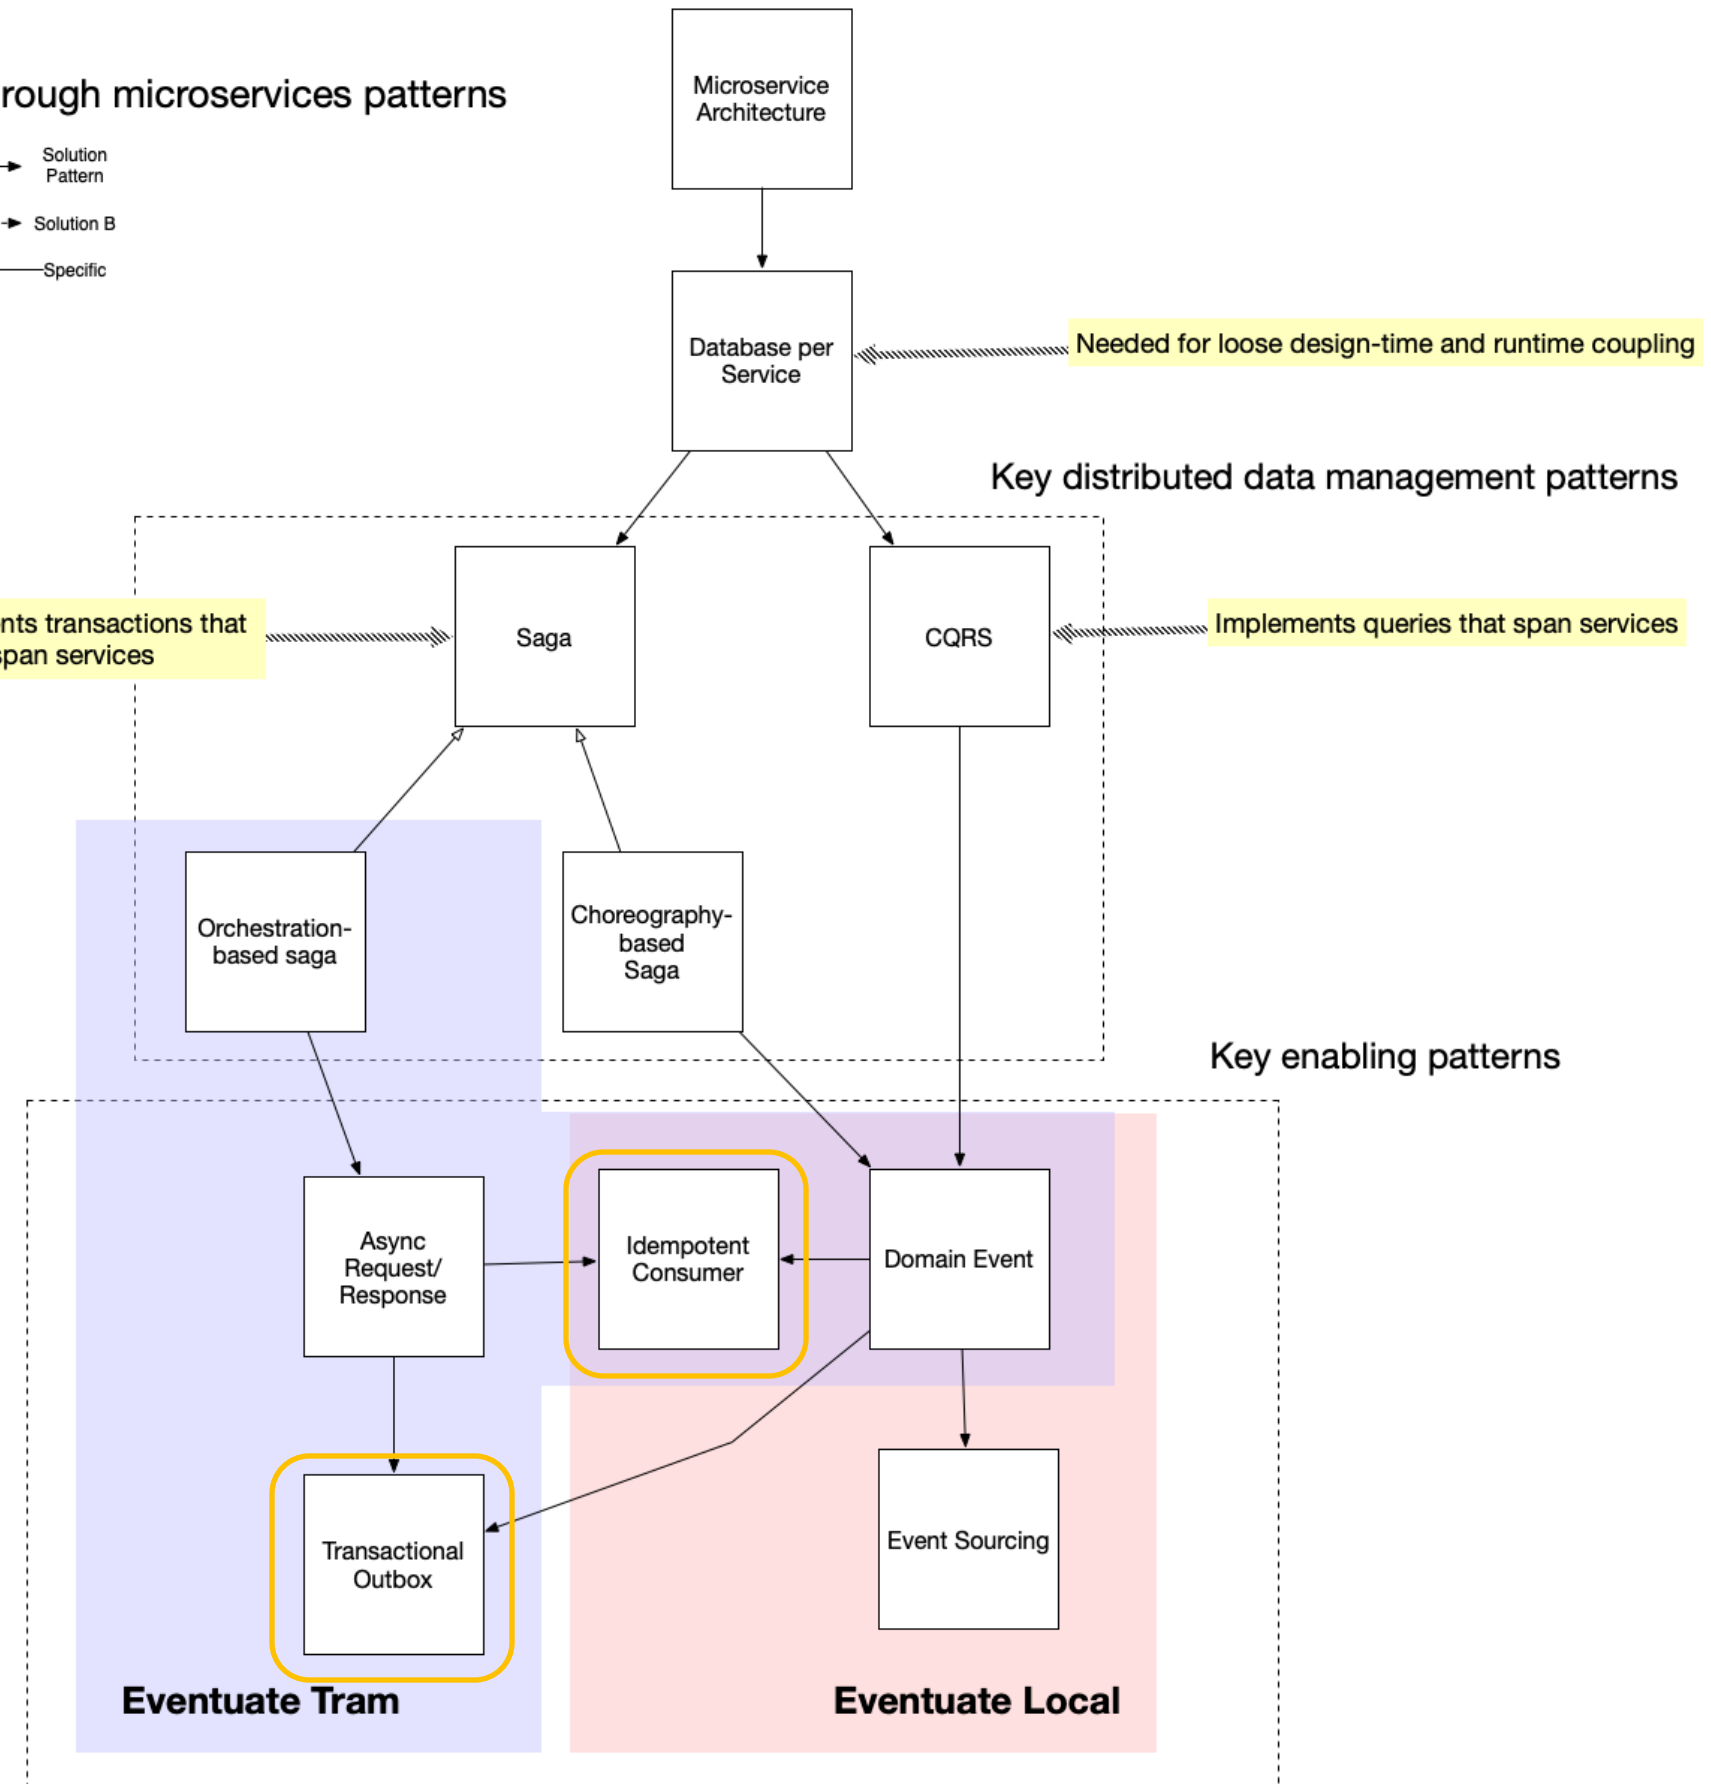 Microservice
Architecture
rough microservices patterns
Solution
Pattern
Solution B
Specific
Database per
Service
Needed for loose design-time and runtime coupling
Key distributed data management patterns
nts transactions that
span services
Saga
CQRS
Implements queries that span services
Orchestration-
based saga
Choreography-
based
Saga
Key enabling patterns
Async
Request/
Response
Idempotent
Consumer
Domain Event
Transactional
Outbox
Event Sourcing
Eventuate Tram
Eventuate Local